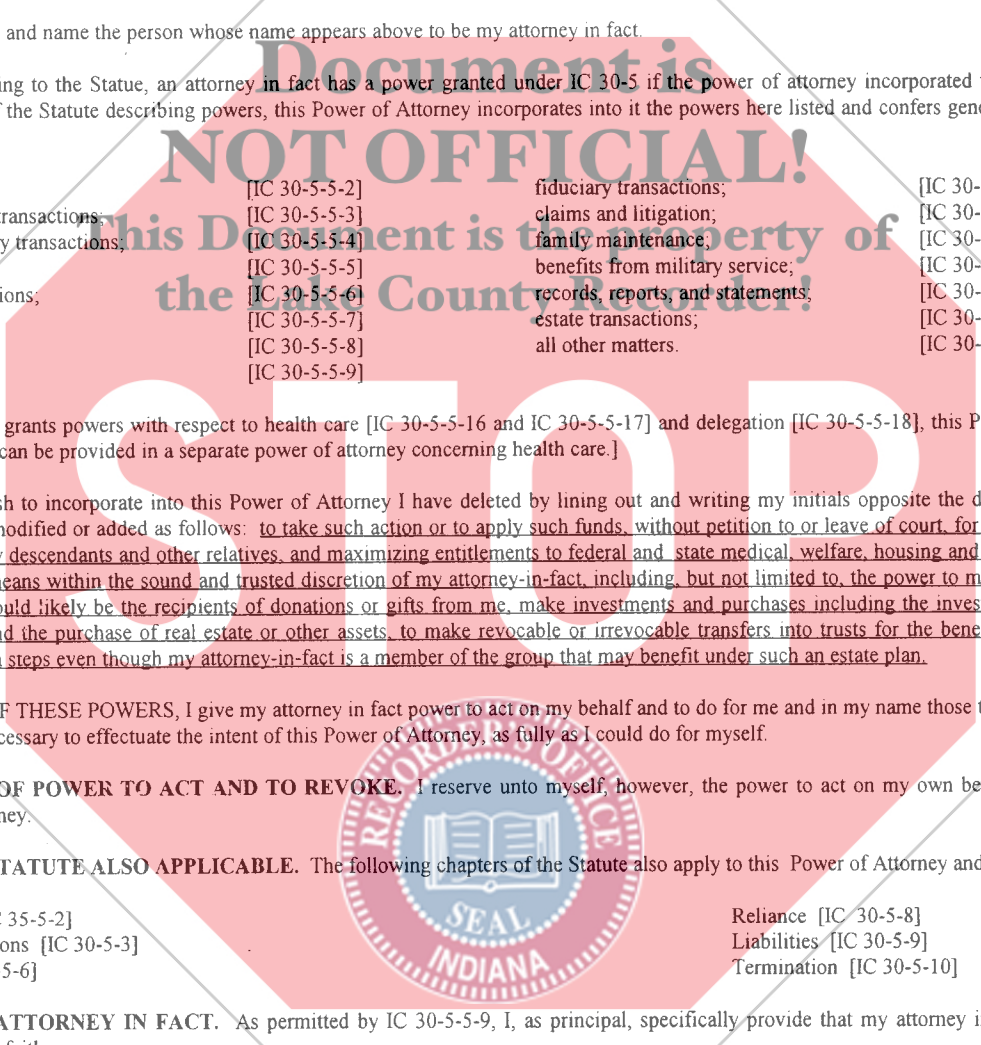 and name the person whose name appears above to be my attorney in fact.
Document is
ing to the Statue, an attorney in fact has a power granted under IC 30-5 if the power of attorney incorporated
the Statute describing powers, this Power of Attorney incorporates into it the powers here listed and confers gen
NOT OFFICIAL!
[IC 30-5-5-2] fiduciary transactions; [IC 30-
transactions; [IC 30-5-5-3] claims and litigation; [IC 30-
This Document is the property of
y transactions; [IC 30-5-5-4] family maintenance; [IC 30-
[IC 30-5-5-5] benefits from military service; [IC 30-
the Lake County Recorder!
ions; [IC 30-5-5-6] records, reports, and statements; [IC 30-
[IC 30-5-5-7] estate transactions; [IC 30-
[IC 30-5-5-8] all other matters. [IC 30-
[IC 30-5-5-9]
STOP
grants powers with respect to health care [IC 30-5-5-16 and IC 30-5-5-17] and delegation [IC 30-5-5-18], this P
can be provided in a separate power of attorney concerning health care.]
sh to incorporate into this Power of Attorney I have deleted by lining out and writing my initials opposite the d
modified or added as follows: to take such action or to apply such funds, without petition to or leave of court, for
y descendants and other relatives, and maximizing entitlements to federal and state medical, welfare, housing and
eans within the sound and trusted discretion of my attorney-in-fact, including, but not limited to, the power to m
ould likely be the recipients of donations or gifts from me, make investments and purchases including the inves
nd the purchase of real estate or other assets, to make revocable or irrevocable transfers into trusts for the bene
steps even though my attorney-in-fact is a member of the group that may benefit under such an estate plan.
F THESE POWERS, I give my attorney in fact power to act on my behalf and to do for me and in my name those
cessary to effectuate the intent of this Power of Attorney, as fully as I could do for myself.
OF POWER TO ACT AND TO REVOKE. I reserve unto myself, however, the power to act on my own be
ney.
TATUTE ALSO APPLICABLE. The following chapters of the Statute also apply to this Power of Attorney and
C 35-5-2] Reliance [IC 30-5-8]
ons [IC 30-5-3] Liabilities [IC 30-5-9]
5-6] Termination [IC 30-5-10]
RECORDER'S OFFICE
SEAL
INDIANA
ATTORNEY IN FACT. As permitted by IC 30-5-5-9, I, as principal, specifically provide that my attorney i